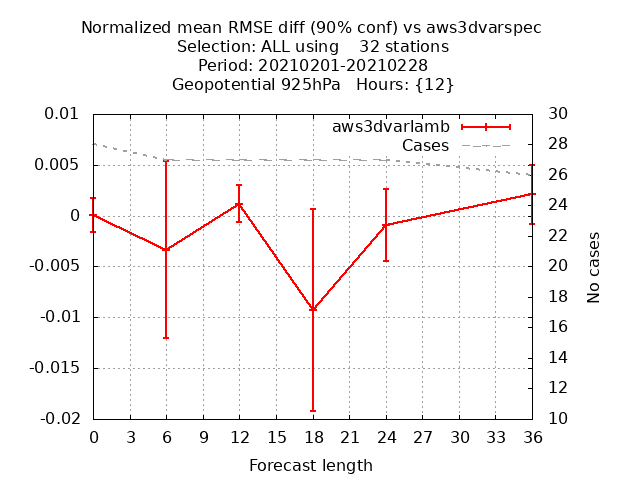 Normalized mean RMSE diff (90% conf) vs aws3dvarspec
Selection: ALL using    32 stations
Period: 20210201-20210228
Geopotential 925hPa   Hours: {12}
aws3dvarlamb
Cases
0.01
0.005
0
-0.005
-0.01
-0.015
-0.02
30
28
26
24
22
20
18
16
14
12
10
No cases
0 3 6 9 12 15 18 21 24 27 30 33 36
Forecast length